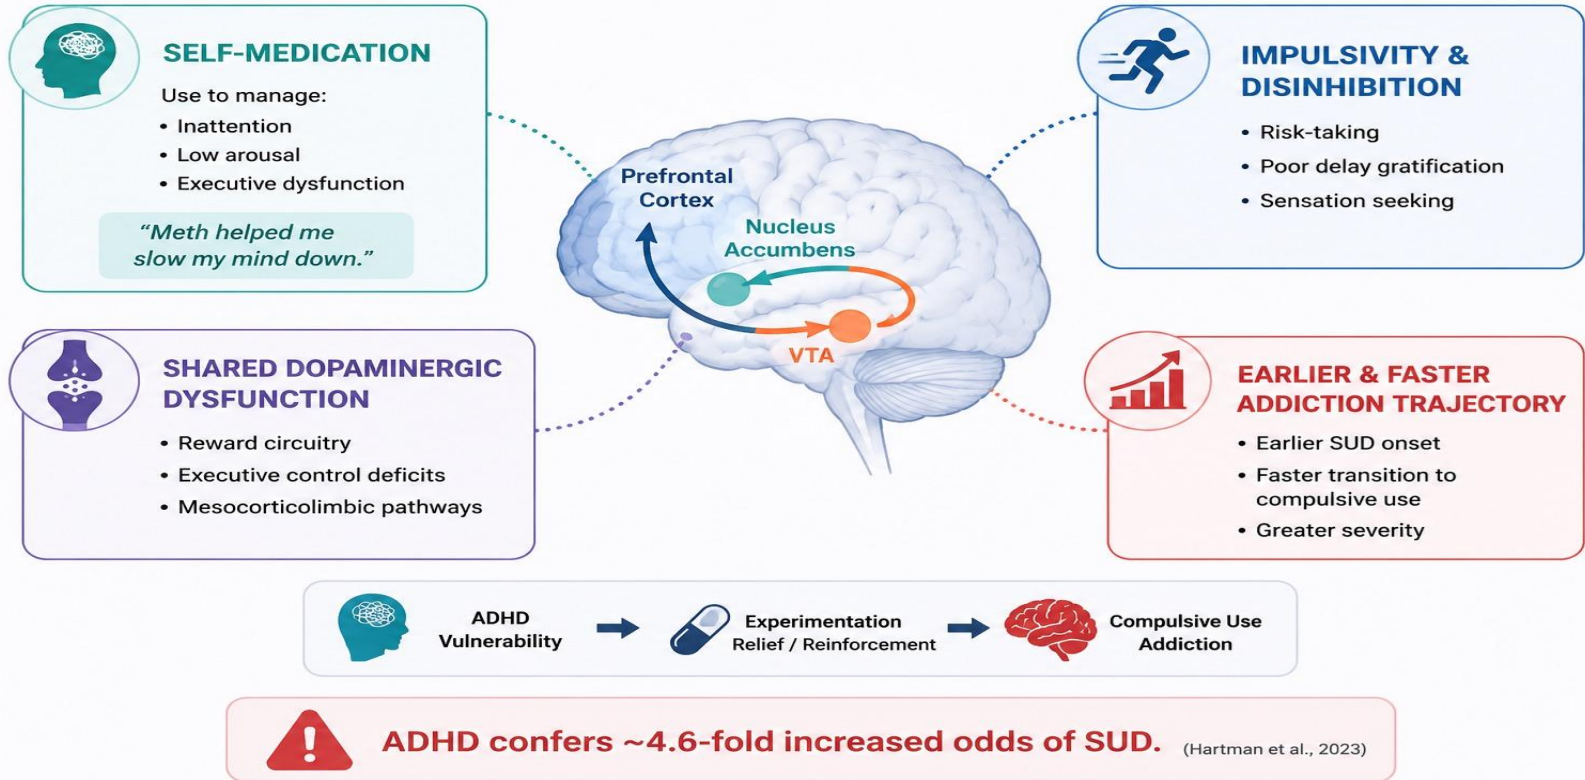 SELF-MEDICATION
Use to manage:
• Inattention
• Low arousal
• Executive dysfunction
“Meth helped me
slow my mind down.”
IMPULSIVITY &
DISINHIBITION
• Risk-taking
• Poor delay gratification
• Sensation seeking
Prefrontal
Cortex
Nucleus
Accumbens
VTA
SHARED DOPAMINERGIC
DYSFUNCTION
• Reward circuitry
• Executive control deficits
• Mesocorticolimbic pathways
EARLIER & FASTER
ADDICTION TRAJECTORY
• Earlier SUD onset
• Faster transition to
compulsive use
• Greater severity
ADHD
Vulnerability
Experimentation
Relief / Reinforcement
Compulsive Use
Addiction
ADHD confers ~4.6-fold increased odds of SUD. (Hartman et al., 2023)